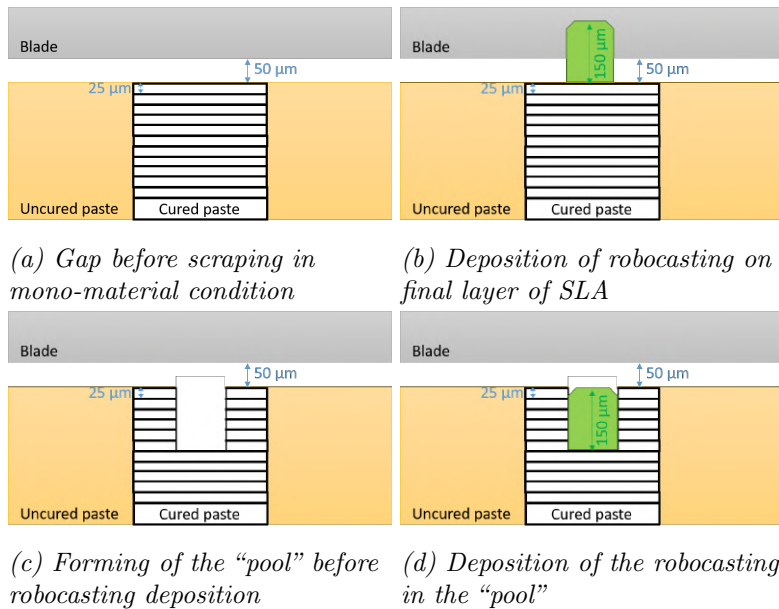 Blade
50 μm
25 μm
Uncured paste
Cured paste
(a) Gap before scraping in
mono-material condition
Blade
150 μm
50 μm
25 μm
Uncured paste
Cured paste
(b) Deposition of robocasting on
final layer of SLA
Blade
50 μm
25 μm
Uncured paste
Cured paste
(c) Forming of the “pool” before
robocasting deposition
Blade
50 μm
25 μm
150 μm
Uncured paste
Cured paste
(d) Deposition of the robocasting
in the “pool”